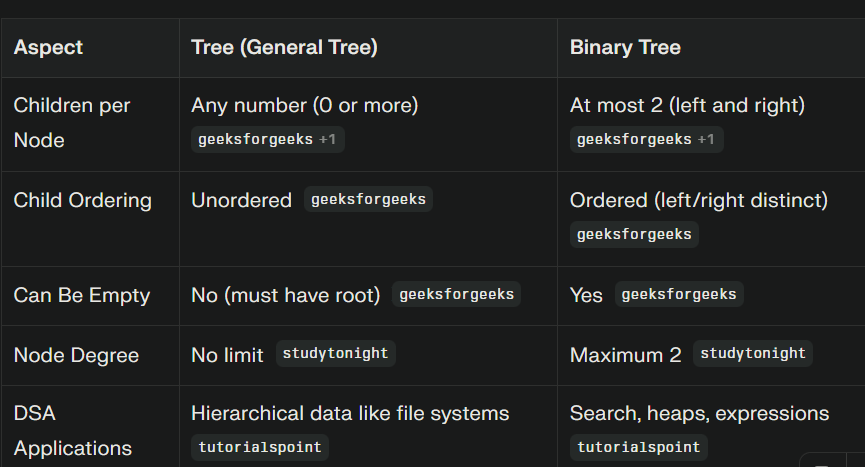 Aspect
Tree (General Tree)
Binary Tree
Children per
Node
Any number (0 or more)
geeksforgeeks +1
At most 2 (left and right)
geeksforgeeks +1
Child Ordering
Unordered geeksforgeeks
Ordered (left/right distinct)
geeksforgeeks
Can Be Empty
No (must have root) geeksforgeeks
Yes geeksforgeeks
Node Degree
No limit studytonight
Maximum 2 studytonight
DSA
Applications
Hierarchical data like file systems
tutorialspoint
Search, heaps, expressions
tutorialspoint